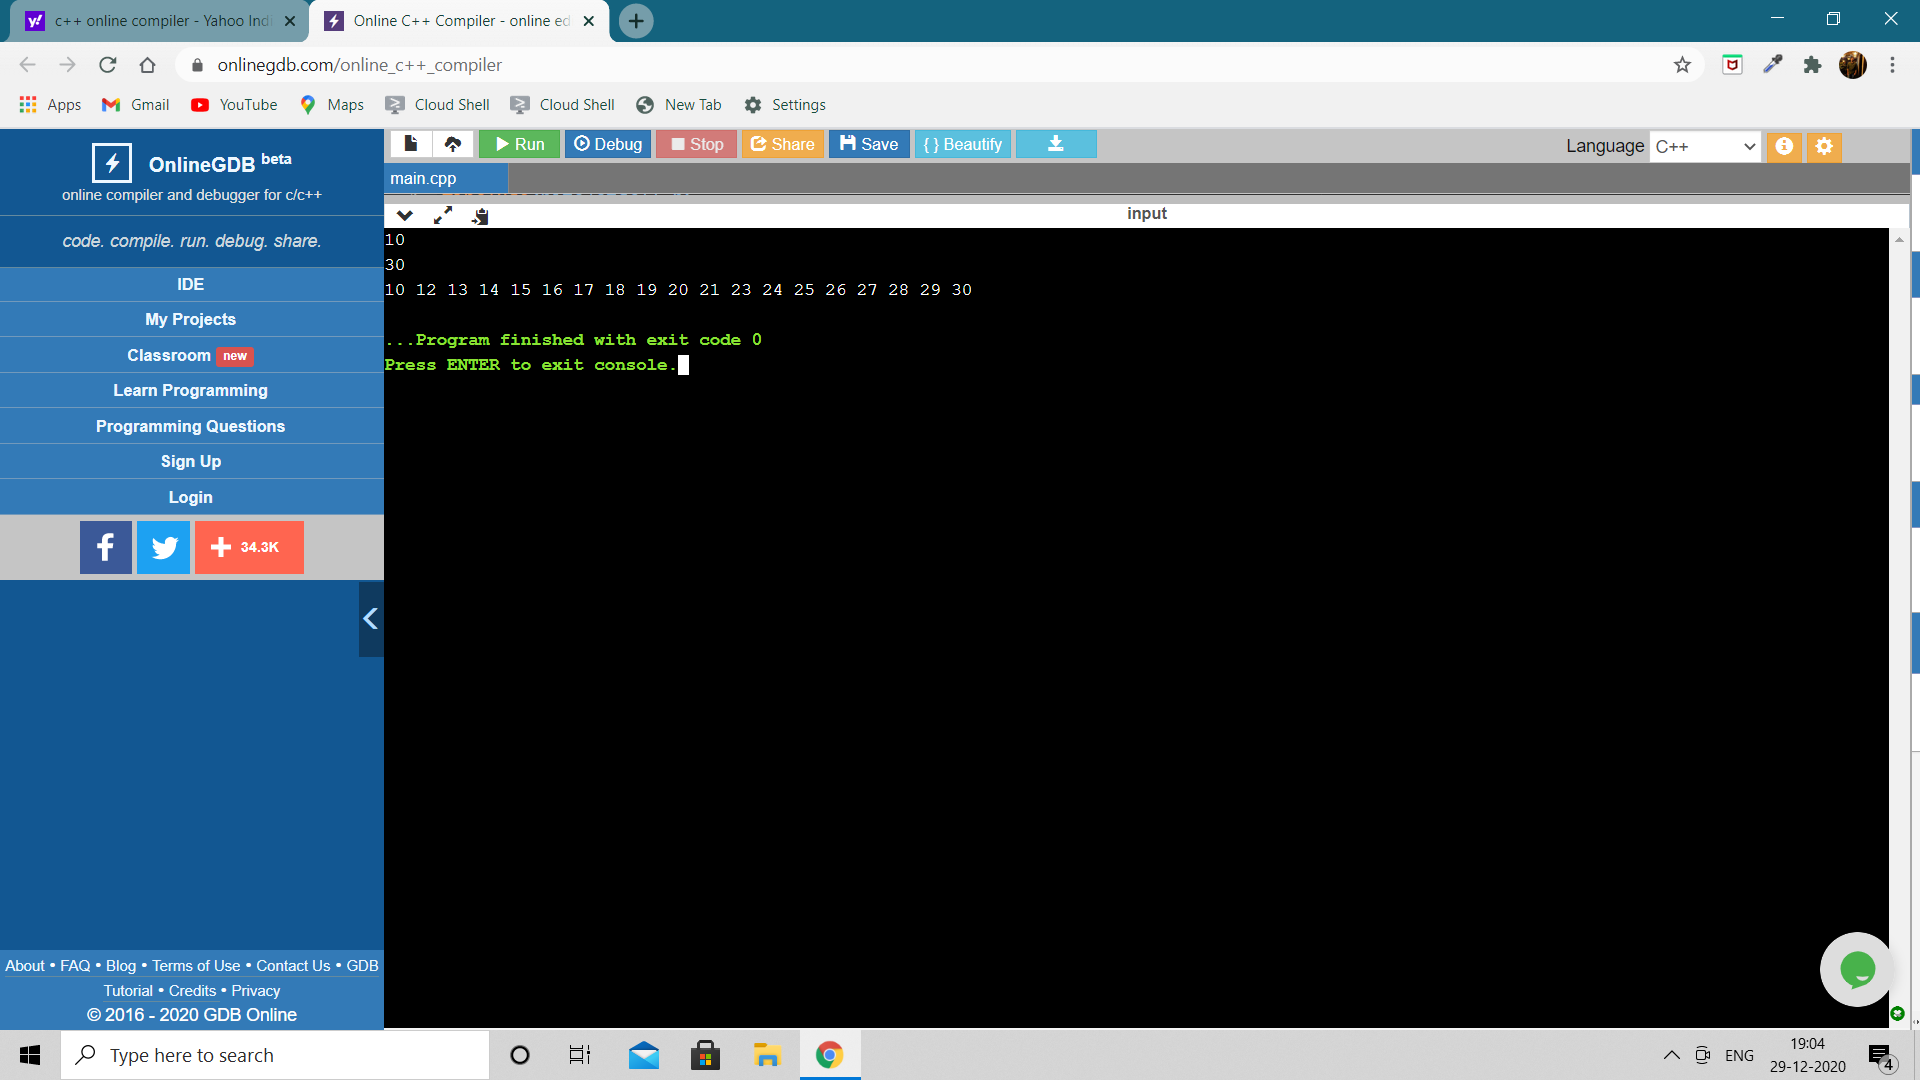 c++ online compiler - Yahoo Indi
Online C++ Compiler - online ed
onlinegdb.com/online_c++_compiler
Apps Gmail YouTube Maps Cloud Shell Cloud Shell New Tab Settings
OnlineGDB beta
online compiler and debugger for c/c++
code. compile. run. debug. share.
IDE
My Projects
Classroom new
Learn Programming
Programming Questions
Sign Up
Login
34.3K
About • FAQ • Blog • Terms of Use • Contact Us • GDB
Tutorial • Credits • Privacy
© 2016 - 2020 GDB Online
Run Debug Stop Share Save { } Beautify
Language C++
main.cpp
input
10
30
10 12 13 14 15 16 17 18 19 20 21 23 24 25 26 27 28 29 30
...Program finished with exit code 0
Press ENTER to exit console.
Type here to search
ENG
19:04
29-12-2020
4